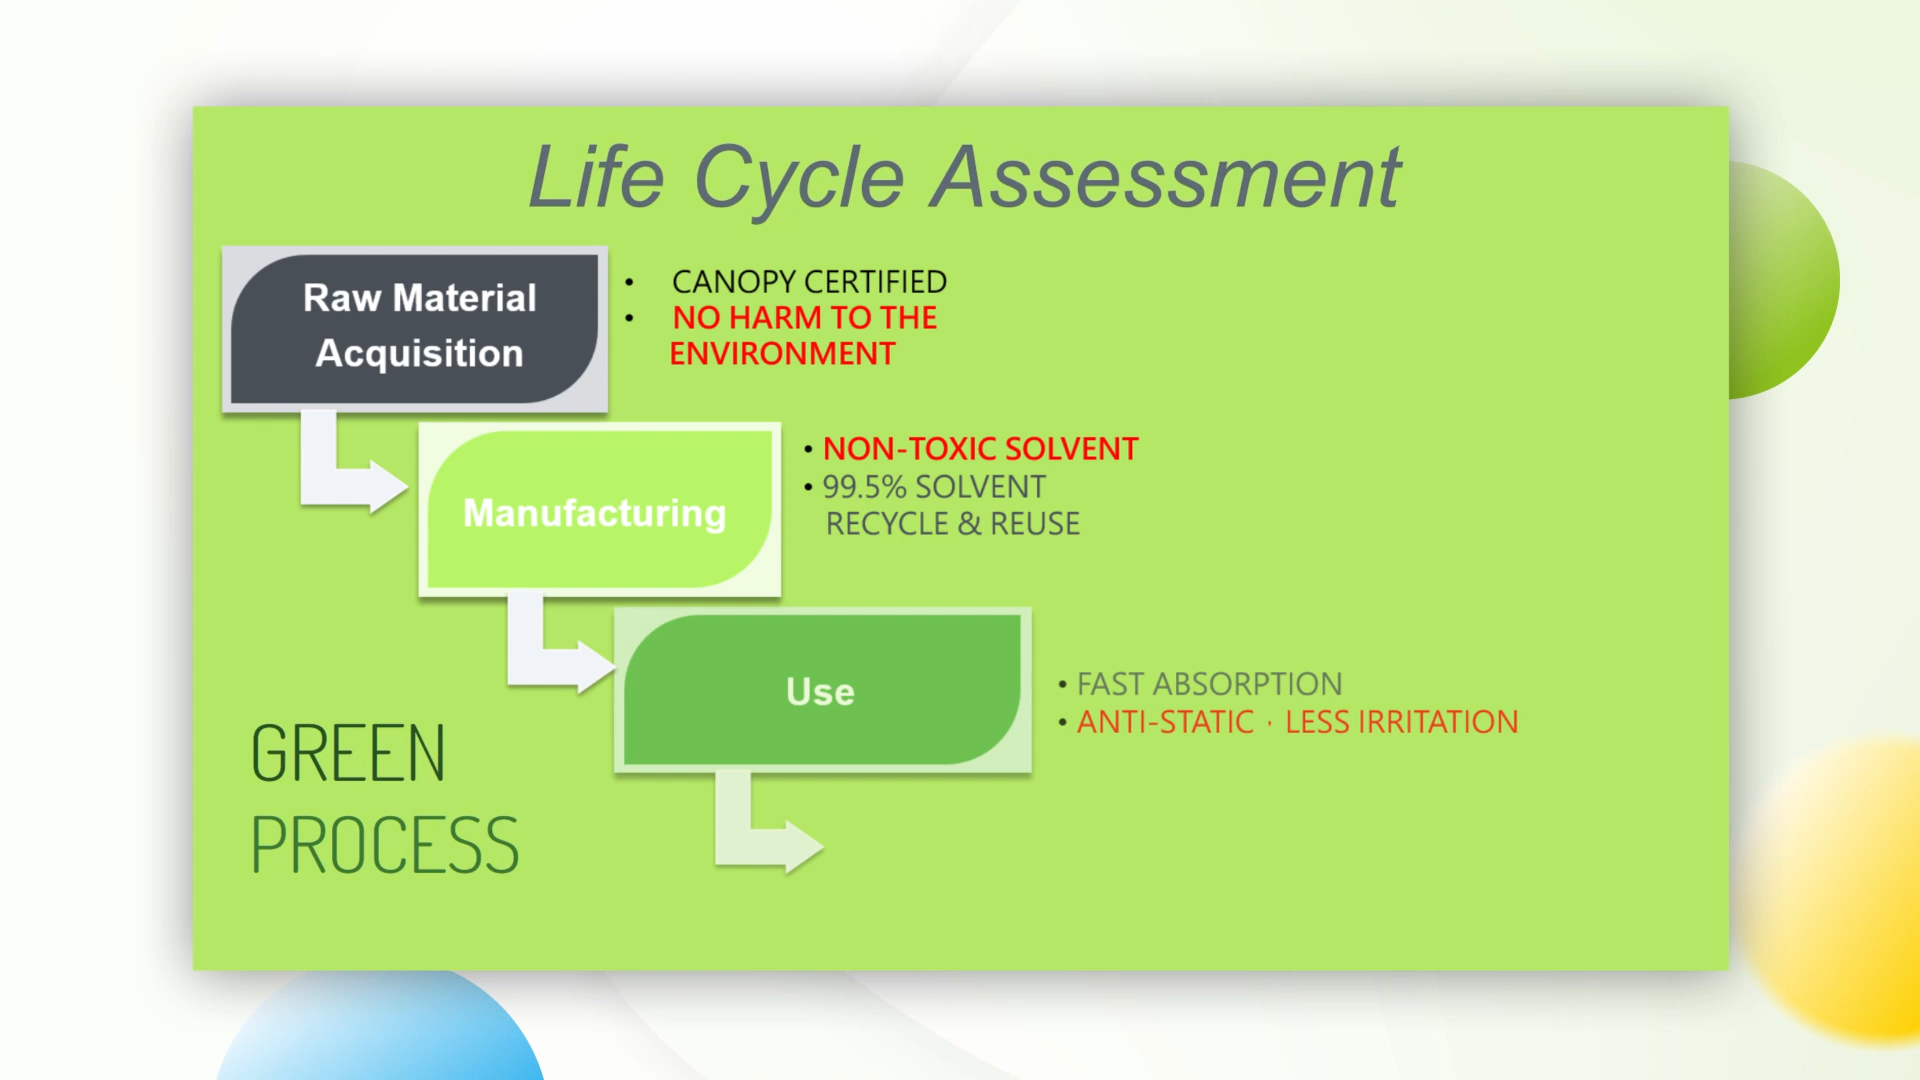 Life Cycle Assessment
Raw Material
Acquisition
• CANOPY CERTIFIED
• NO HARM TO THE
ENVIRONMENT
Manufacturing
• NON-TOXIC SOLVENT
• 99.5% SOLVENT
RECYCLE & REUSE
Use
• FAST ABSORPTION
• ANTI-STATIC · LESS IRRITATION
GREEN
PROCESS